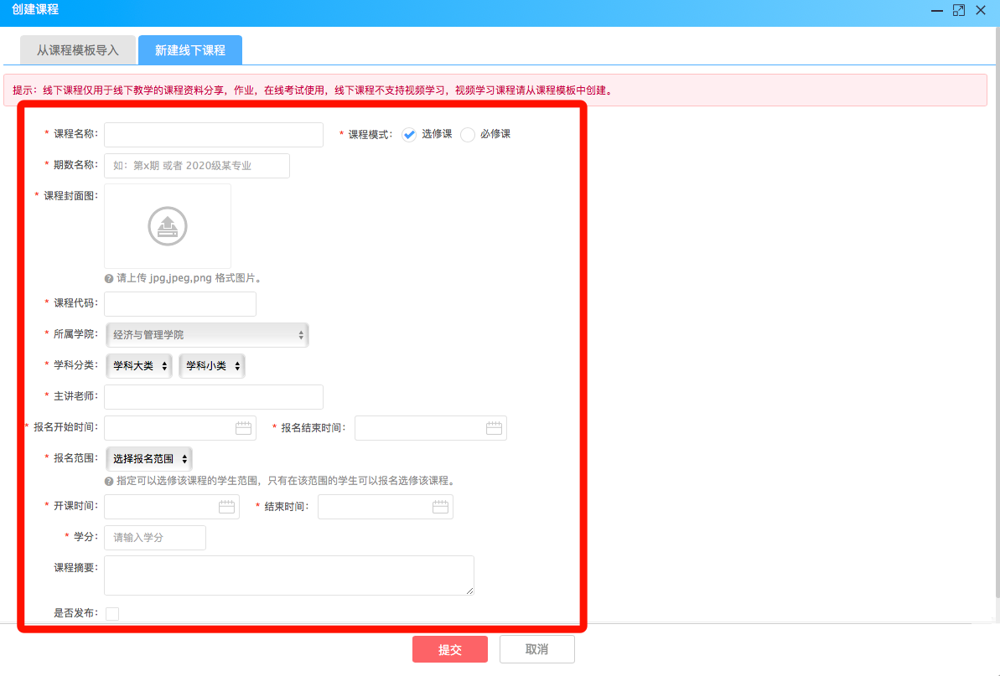 创建课程
从课程模板导入 新建线下课程
提示：线下课程仅用于线下教学的课程资料分享，作业，在线考试使用，线下课程不支持视频学习，视频学习课程请从课程模板中创建。
* 课程名称： * 课程模式： 选修课 必修课
* 期数名称： 如：第x期 或者 2020级某专业
* 课程封面图：
请上传 jpg,jpeg,png 格式图片。
* 课程代码：
* 所属学院： 经济与管理学院
* 学科分类： 学科大类 学科小类
* 主讲老师：
* 报名开始时间： * 报名结束时间：
* 报名范围： 选择报名范围
指定可以选修该课程的学生范围，只有在该范围的学生可以报名选修该课程。
* 开课时间： * 结束时间：
* 学分： 请输入学分
课程摘要：
是否发布：
提交 取消